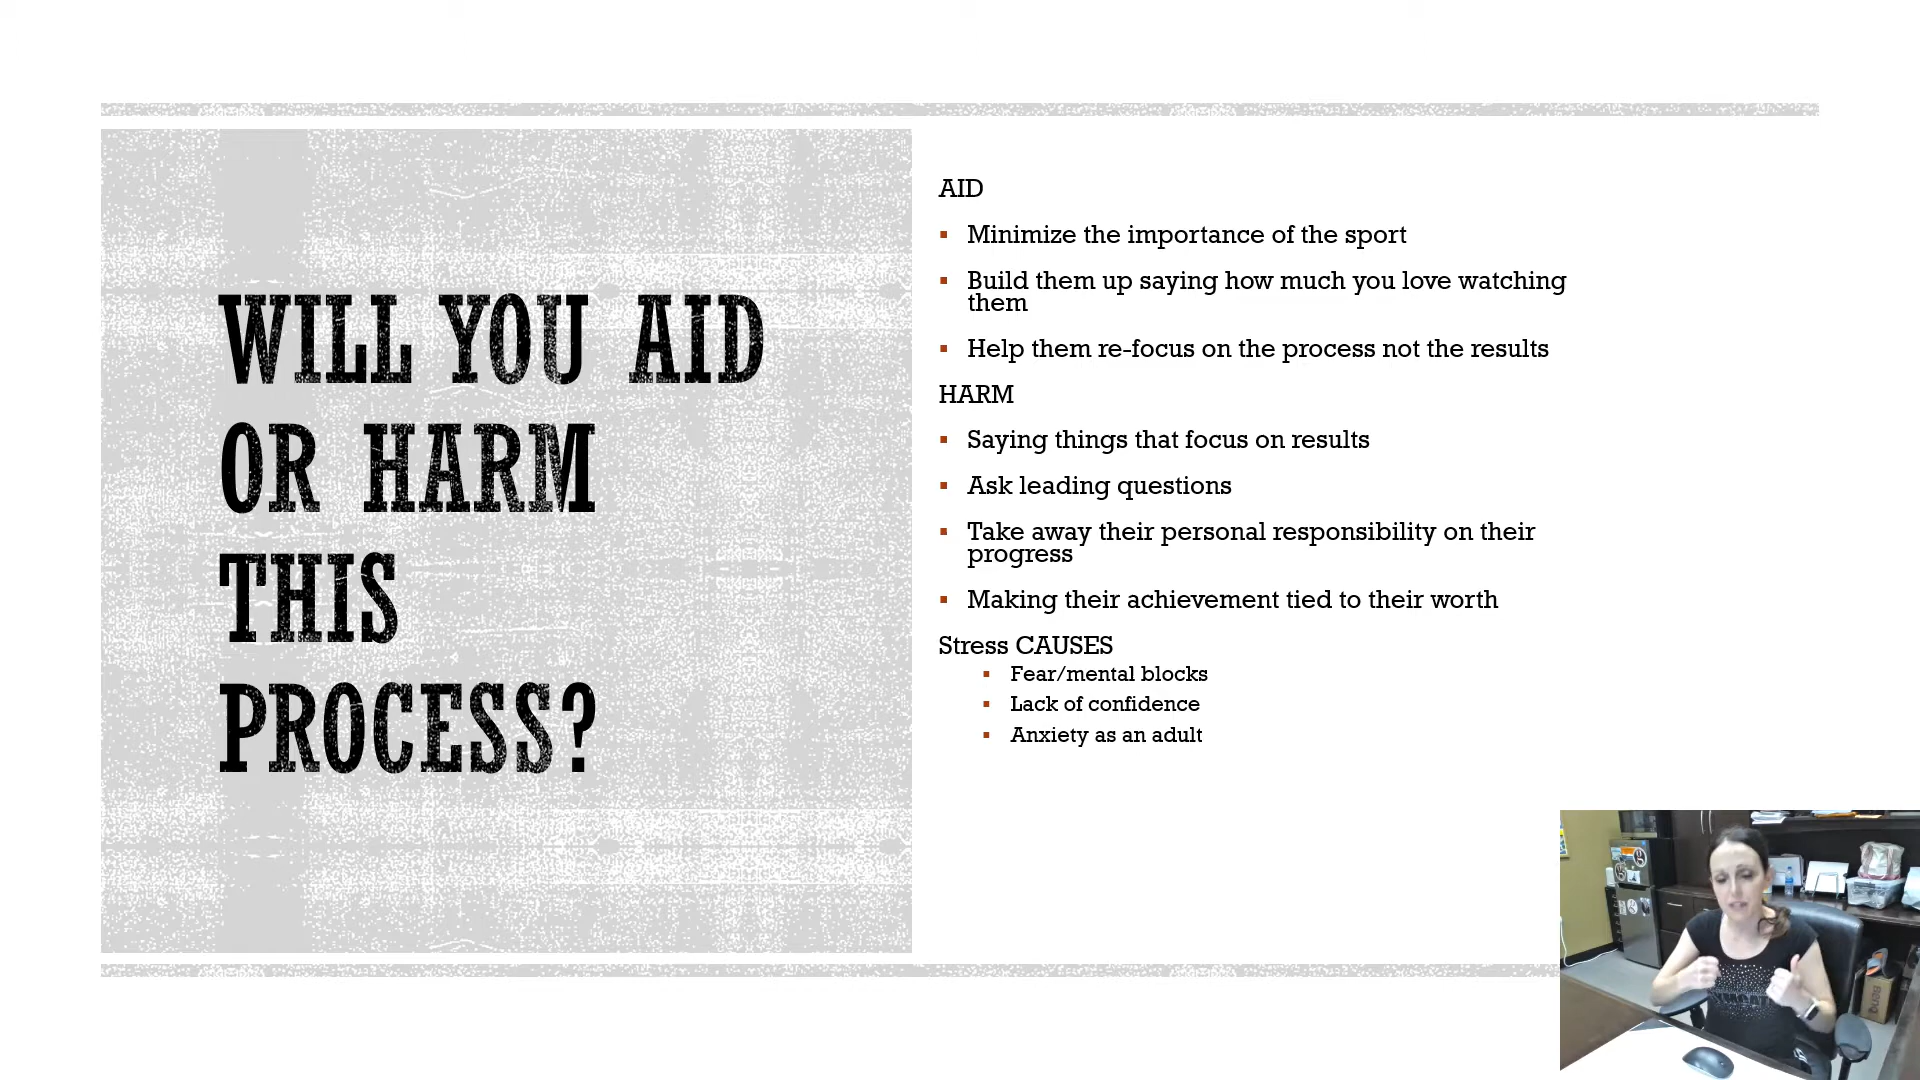 WILL YOU AID
OR HARM
THIS
PROCESS?
AID
▪ Minimize the importance of the sport
▪ Build them up saying how much you love watching
them
▪ Help them re-focus on the process not the results
HARM
▪ Saying things that focus on results
▪ Ask leading questions
▪ Take away their personal responsibility on their
progress
▪ Making their achievement tied to their worth
Stress CAUSES
▪ Fear/mental blocks
▪ Lack of confidence
▪ Anxiety as an adult
BenQ